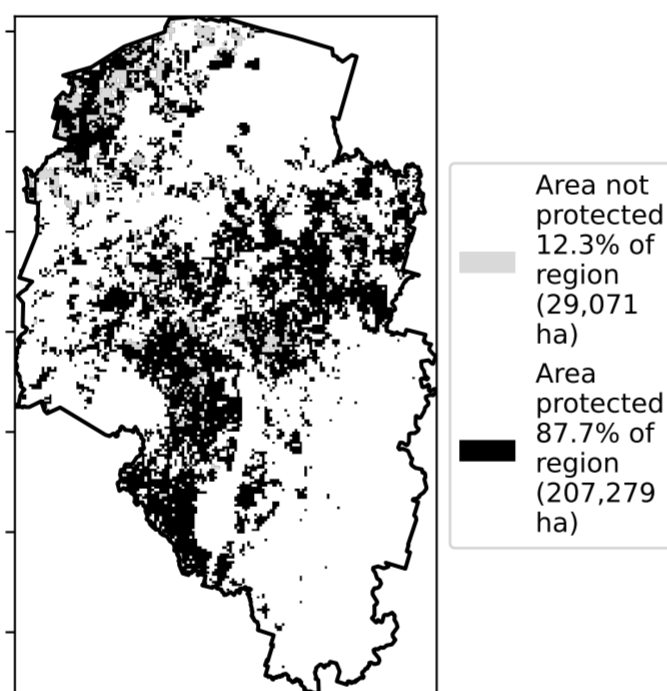 Area not
protected
12.3% of
region
(29,071
ha)
Area
protected
87.7% of
region
(207,279
ha)